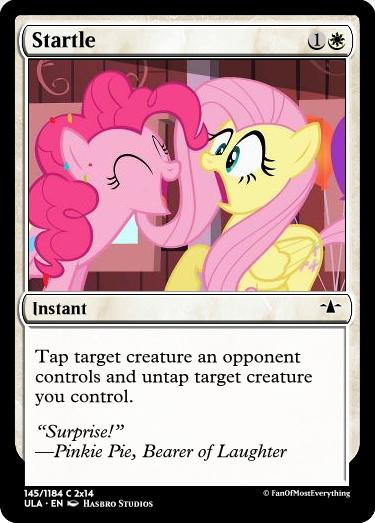 Startle 1
Instant
Tap target creature an opponent
controls and untap target creature
you control.
“Surprise!”
—Pinkie Pie, Bearer of Laughter
145/1184 C 2x14
ULA • EN Hasbro Studios © FanOfMostEverything